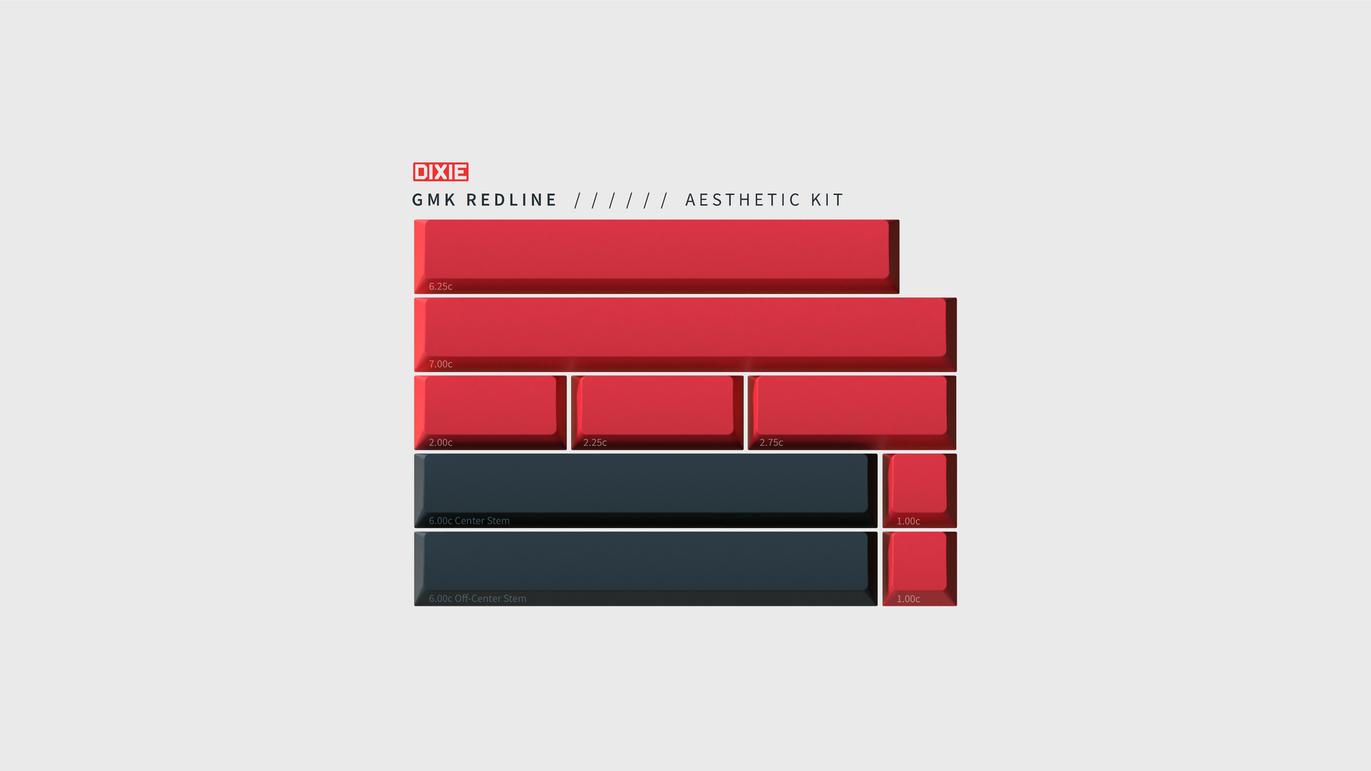 DIXIE
GMK REDLINE ////// AESTHETIC KIT
6.25c
7.00c
2.00c 2.25c 2.75c
6.00c Center Stem 1.00c
6.00c Off-Center Stem 1.00c